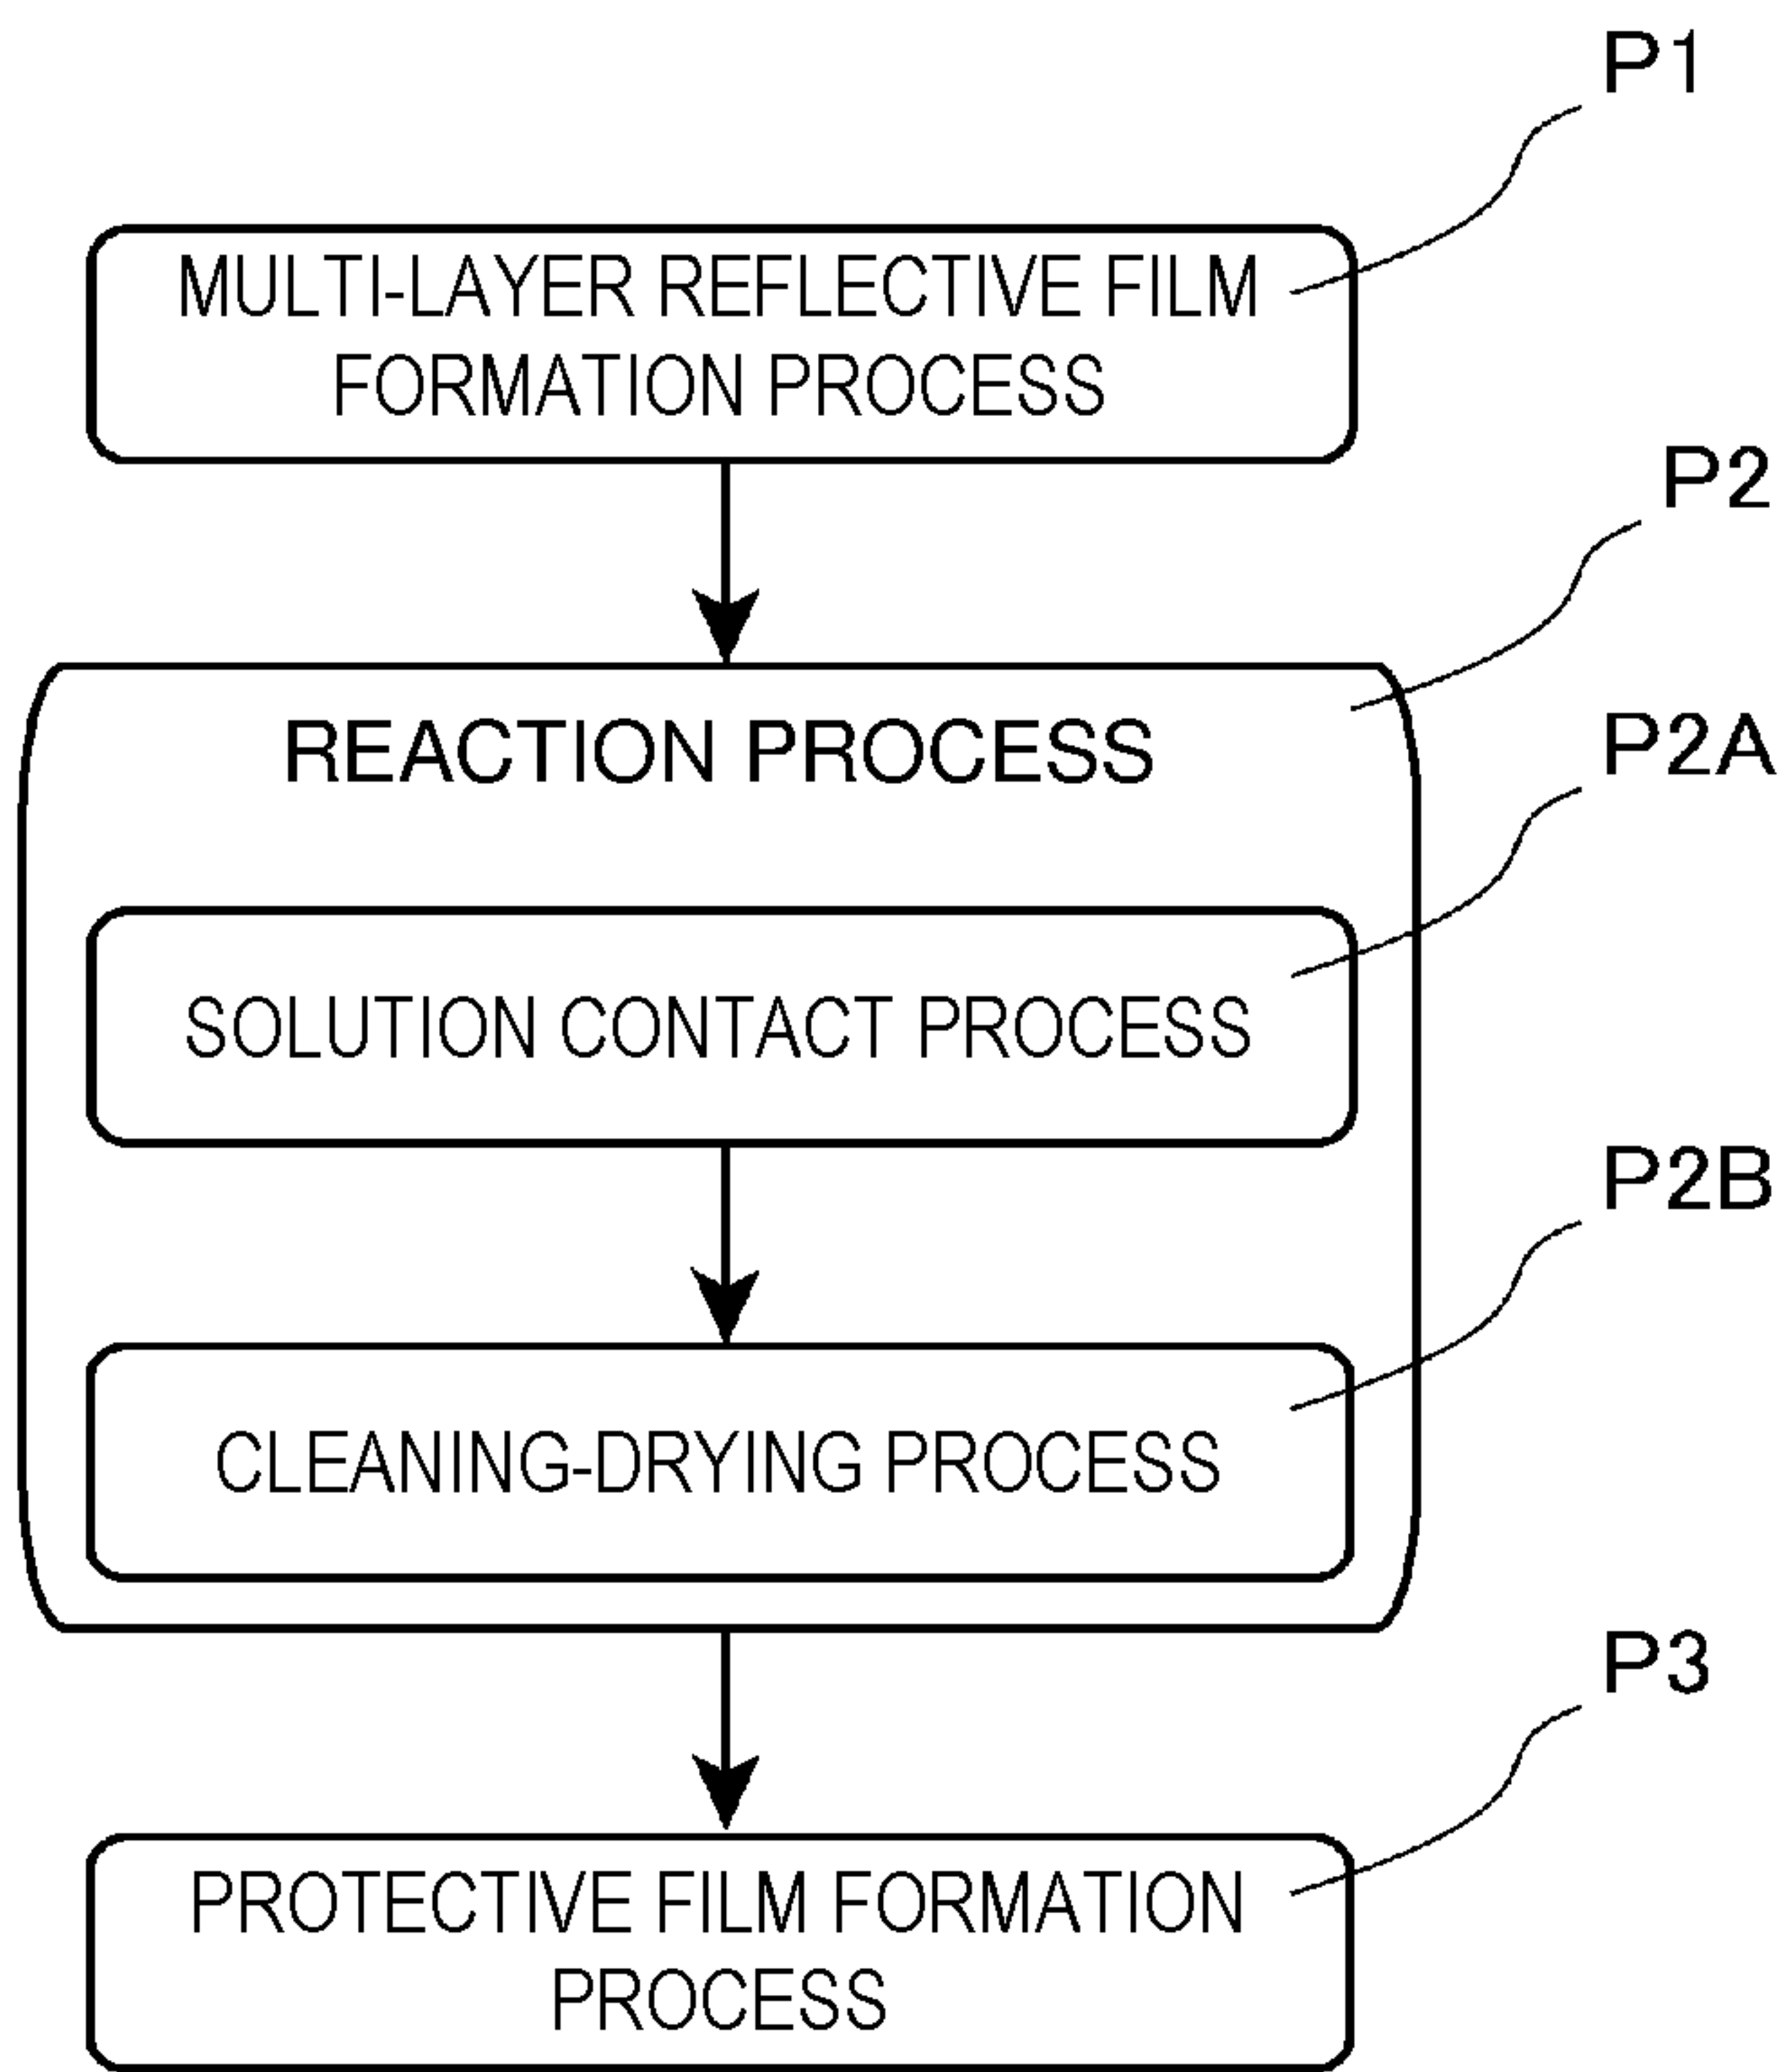 P1
MULTI-LAYER REFLECTIVE FILM
FORMATION PROCESS
P2
REACTION PROCESS
P2A
SOLUTION CONTACT PROCESS
P2B
CLEANING-DRYING PROCESS
P3
PROTECTIVE FILM FORMATION
PROCESS